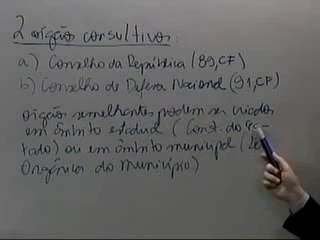 2 órgãos consultivos:
a) Conselho da República (89,CF)
b) Conselho de Defesa Nacional (91,CF)
órgãos semelhantes podem ser criados
em âmbito estadual (Const. do Es-
tado) ou em âmbito municipal (Lei
Orgânica do Município)